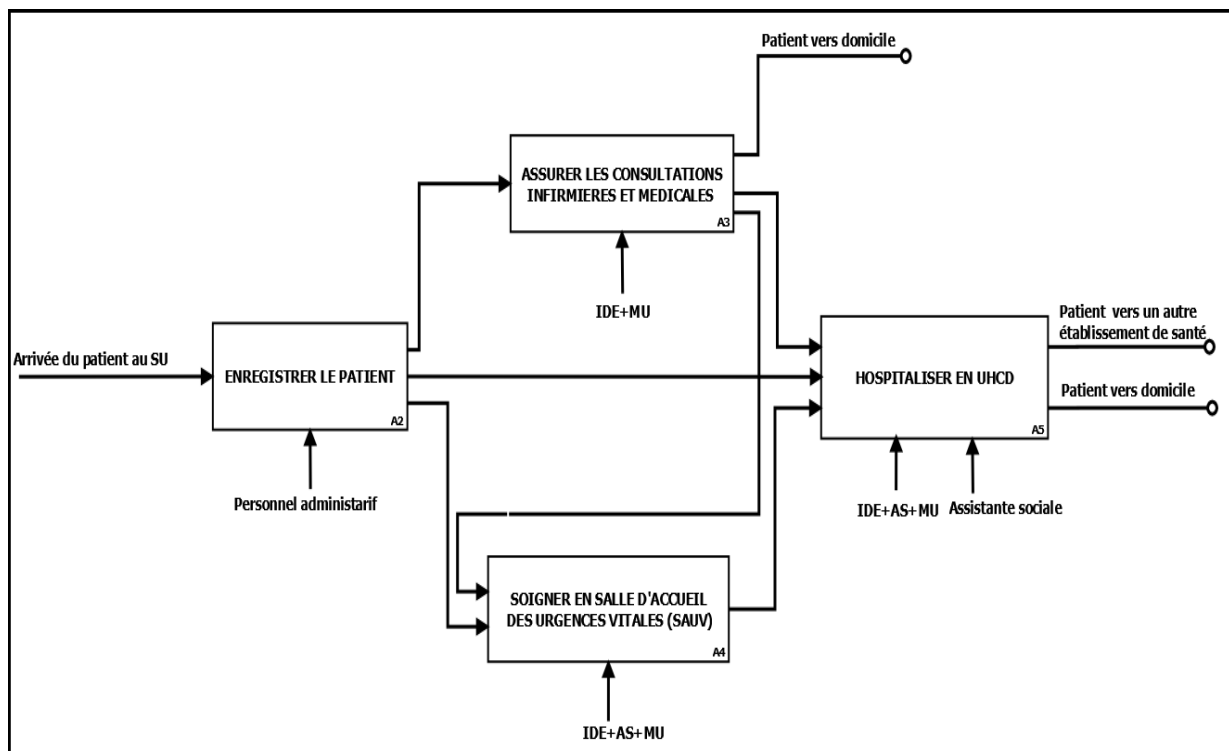 Patient vers domicile
ASSURER LES CONSULTATIONS
INFIRMIERES ET MEDICALES
A3
IDE+MU
Arrivée du patient au SU
ENREGISTRER LE PATIENT
A2
Personnel administarif
Patient vers un autre
établissement de santé
HOSPITALISER EN UHCD
Patient vers domicile
A5
IDE+AS+MU
Assistante sociale
SOIGNER EN SALLE D'ACCUEIL
DES URGENCES VITALES (SAUV)
A4
IDE+AS+MU